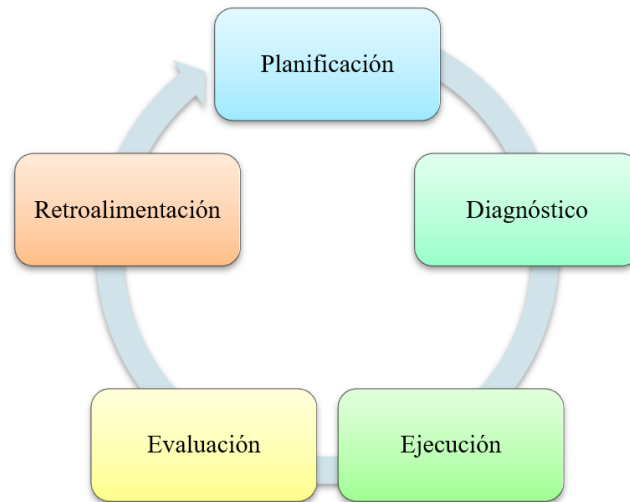 Planificación
Diagnóstico
Ejecución
Evaluación
Retroalimentación